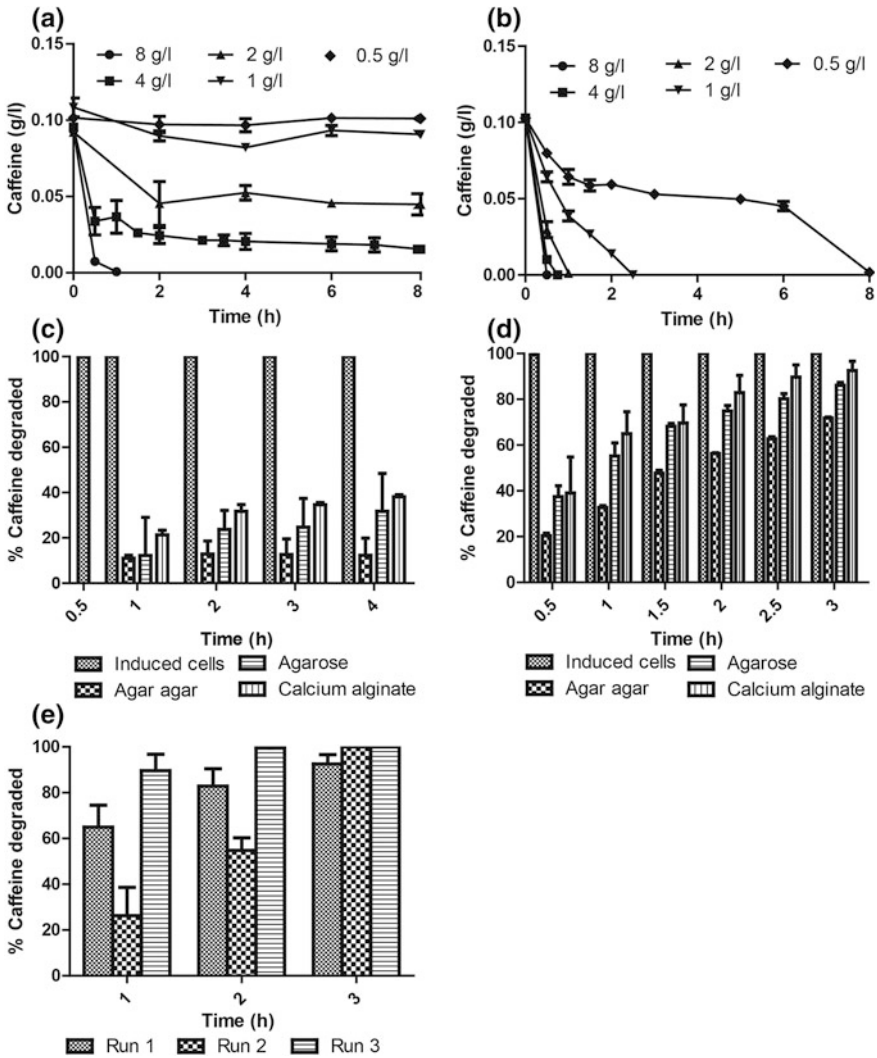 (a)
8 g/l 2 g/l 0.5 g/l
4 g/l 1 g/l
0.15
0.10
0.05
0.00
Caffeine (g/l)
0 2 4 6 8
Time (h)
(b)
8 g/l 2 g/l 0.5 g/l
4 g/l 1 g/l
0.15
0.10
0.05
0.00
Caffeine (g/l)
0 2 4 6 8
Time (h)
(c)
100
80
60
40
20
0
% Caffeine degraded
0.5 1 2 3 4
Time (h)
Induced cells Agarose
Agar agar Calcium alginate
(d)
100
80
60
40
20
0
% Caffeine degraded
0.5 1 1.5 2 2.5 3
Time (h)
Induced cells Agarose
Agar agar Calcium alginate
(e)
100
80
60
40
20
0
% Caffeine degraded
1 2 3
Time (h)
Run 1 Run 2 Run 3